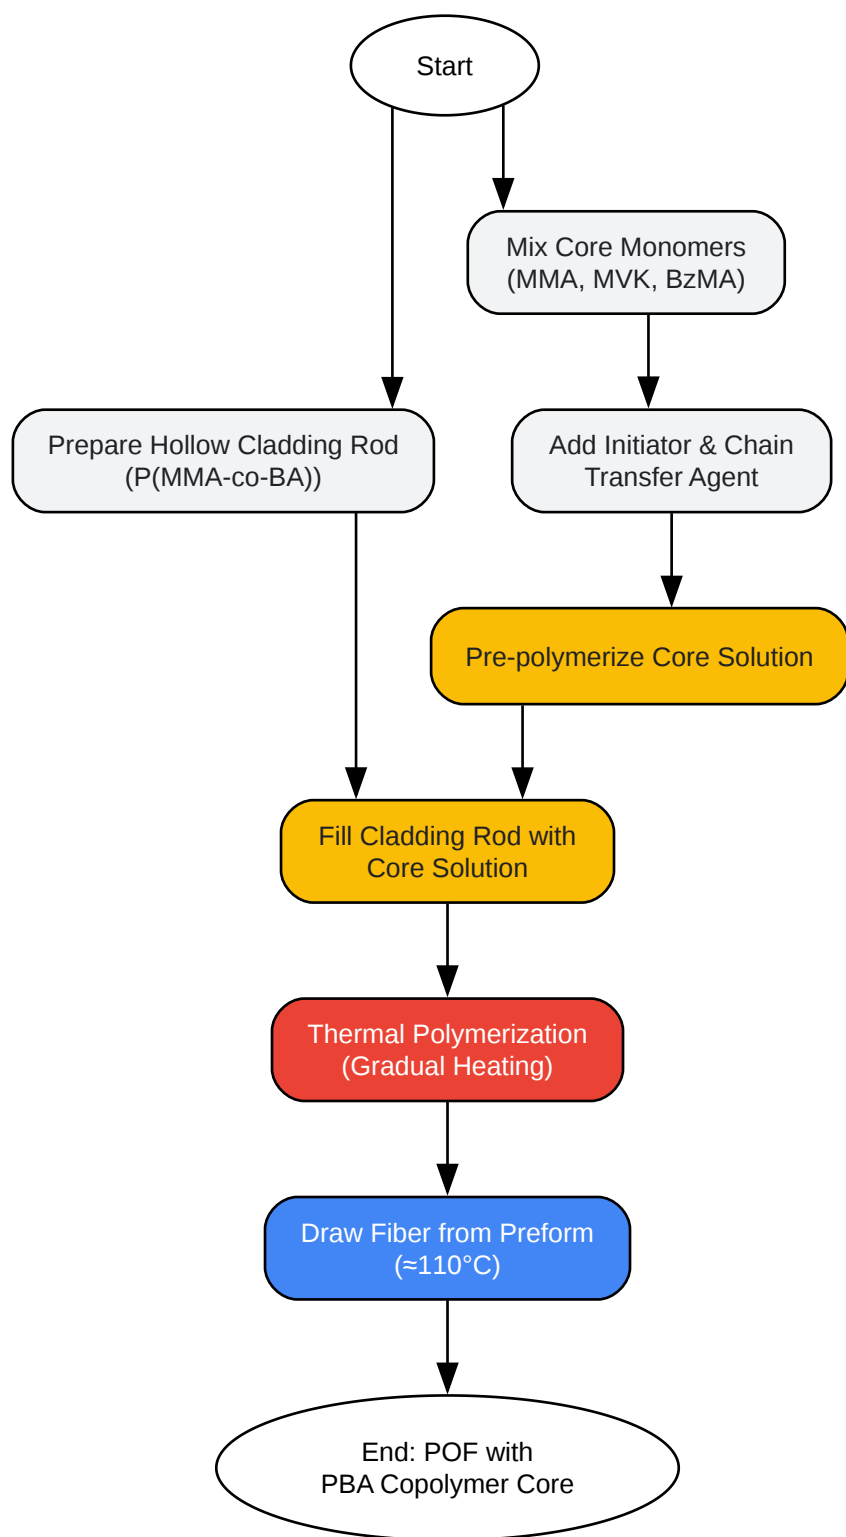 Start
Mix Core Monomers
(MMA, MVK, BzMA)
Prepare Hollow Cladding Rod
(P(MMA-co-BA))
Add Initiator & Chain
Transfer Agent
Pre-polymerize Core Solution
Fill Cladding Rod with
Core Solution
Thermal Polymerization
(Gradual Heating)
Draw Fiber from Preform
(≈110°C)
End: POF with
PBA Copolymer Core